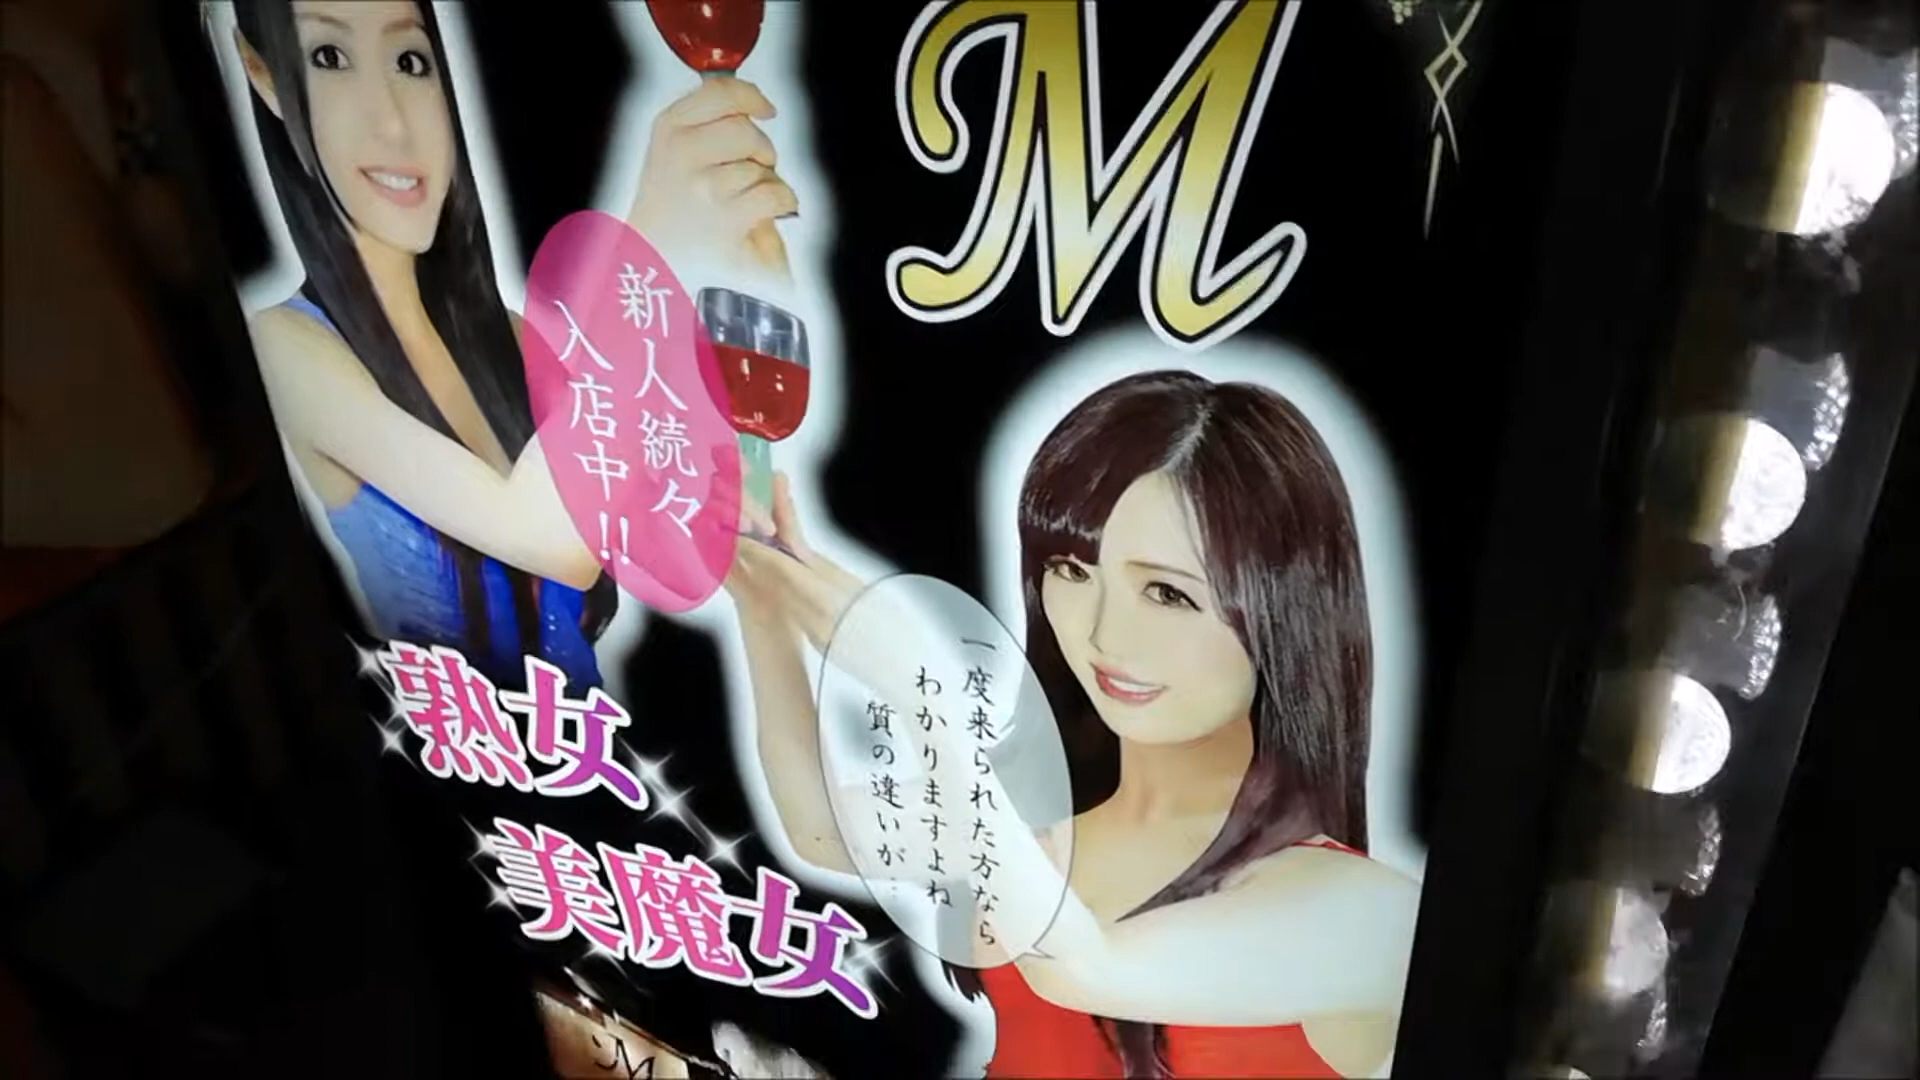 M
新人続々
入店中!!
一度来られた方なら
わかりますよね
質の違いが…
熟女
美魔女
M